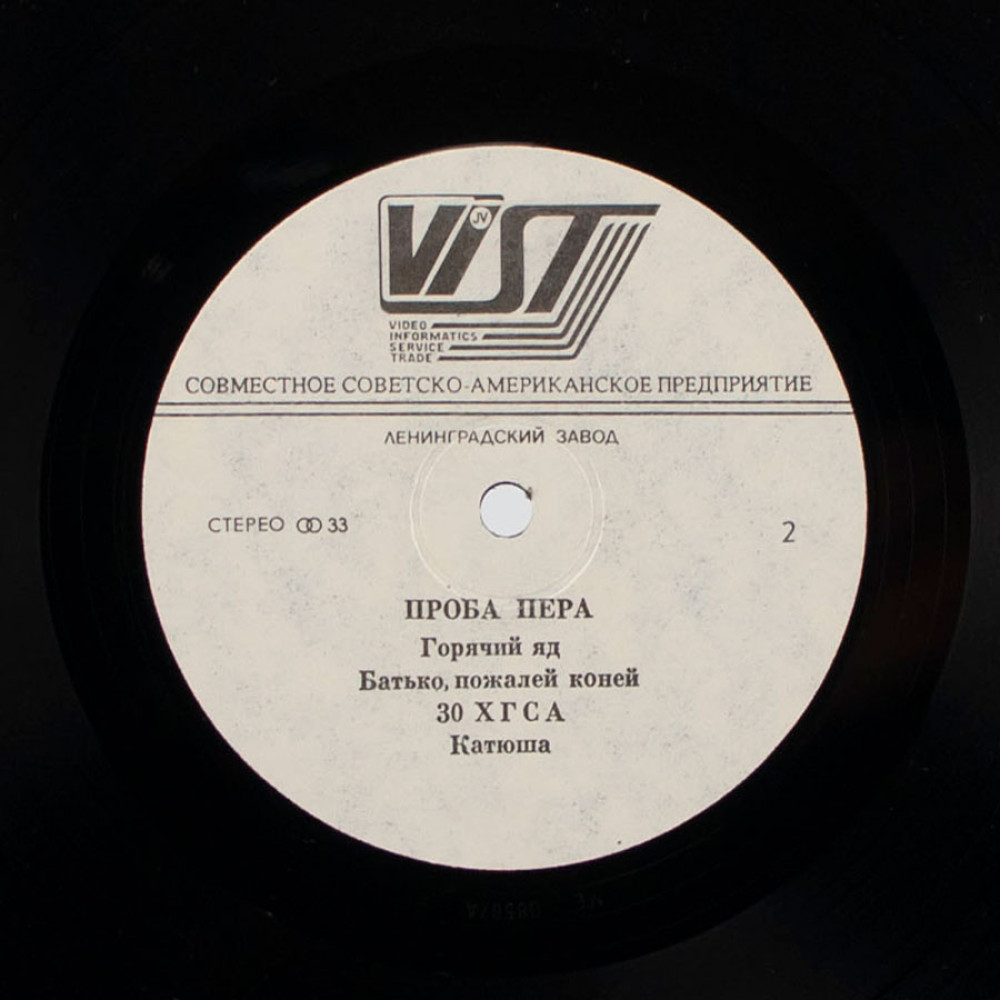 ViST
JV
VIDEO
INFORMATICS
SERVICE
TRADE
СОВМЕСТНОЕ СОВЕТСКО-АМЕРИКАНСКОЕ ПРЕДПРИЯТИЕ
ЛЕНИНГРАДСКИЙ ЗАВОД
СТЕРЕО ꝏ 33
2
ПРОБА ПЕРА
Горячий яд
Батько, пожалей коней
30 ХГСА
Катюша